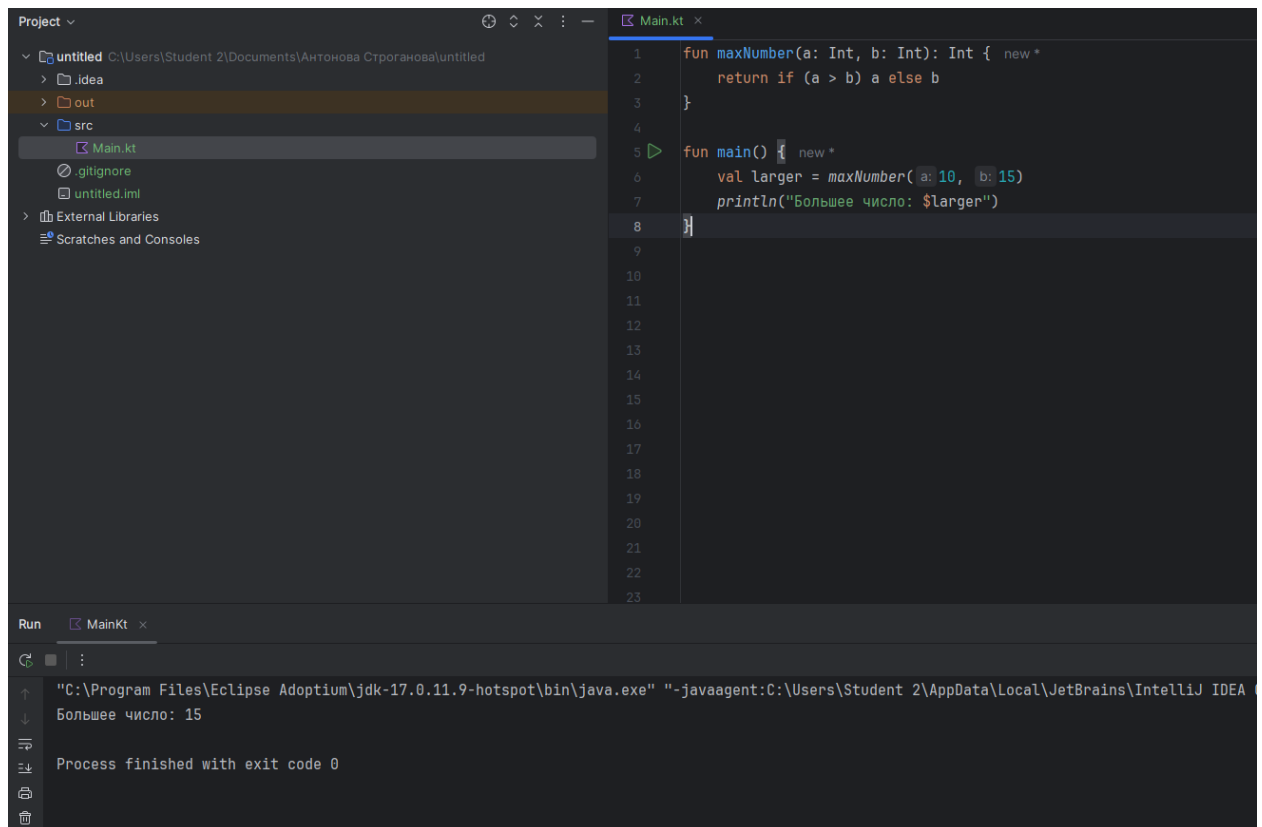 Project
Main.kt
untitled C:\Users\Student 2\Documents\Антонова Строганова\untitled
.idea
out
src
Main.kt
.gitignore
untitled.iml
External Libraries
Scratches and Consoles
1 fun maxNumber(a: Int, b: Int): Int { new *
2 return if (a > b) a else b
3 }
4
5 fun main() { new *
6 val larger = maxNumber( a: 10, b: 15)
7 println("Большее число: $larger")
8 }
9
10
11
12
13
14
15
16
17
18
19
20
21
22
23
Run MainKt
"C:\Program Files\Eclipse Adoptium\jdk-17.0.11.9-hotspot\bin\java.exe" "-javaagent:C:\Users\Student 2\AppData\Local\JetBrains\IntelliJ IDEA
Большее число: 15
Process finished with exit code 0